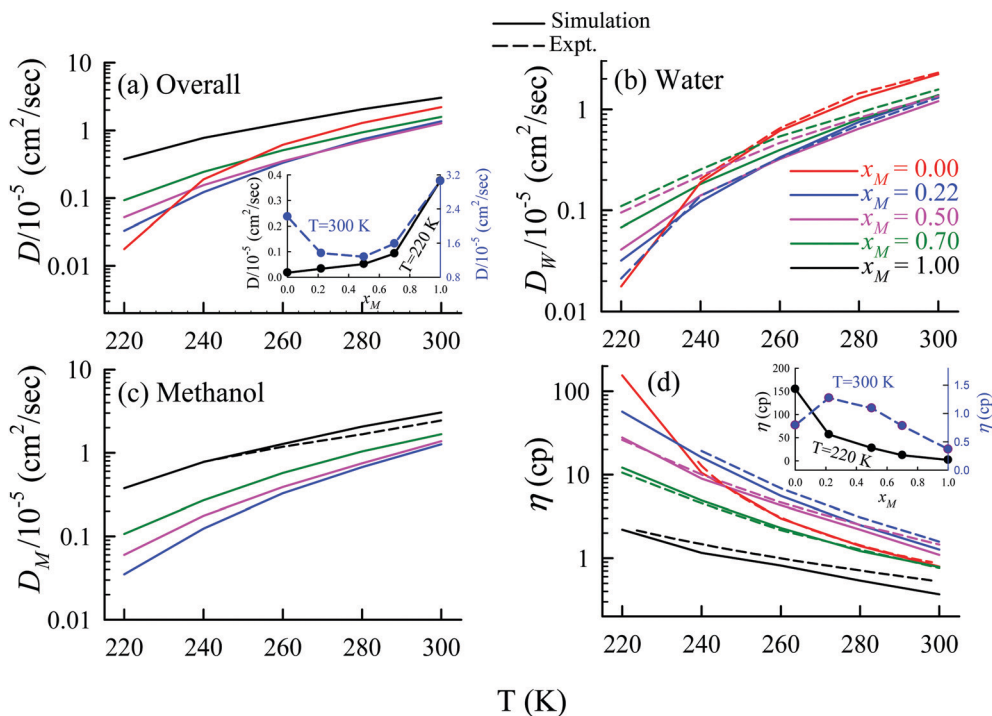 Simulation
Expt.
(a) Overall
D/10⁻⁵ (cm²/sec)
10
1
0.1
0.01
220 240 260 280 300
D/10⁻⁵ (cm²/sec)
0.4
0.3
0.2
0.1
0.0
T=300 K
T=220 K
3.2
2.4
1.6
0.8
D/10⁻⁵ (cm²/sec)
0.0 0.2 0.4 0.6 0.8 1.0
x_M
(b) Water
D_W/10⁻⁵ (cm²/sec)
1
0.1
0.01
x_M = 0.00
x_M = 0.22
x_M = 0.50
x_M = 0.70
x_M = 1.00
220 240 260 280 300
(c) Methanol
D_M/10⁻⁵ (cm²/sec)
10
1
0.1
0.01
220 240 260 280 300
(d)
η (cp)
100
10
1
220 240 260 280 300
η (cp)
200
150
100
50
0
T=300 K
T=220 K
1.5
1.0
0.5
0.0
η (cp)
0.0 0.2 0.4 0.6 0.8 1.0
x_M
T (K)